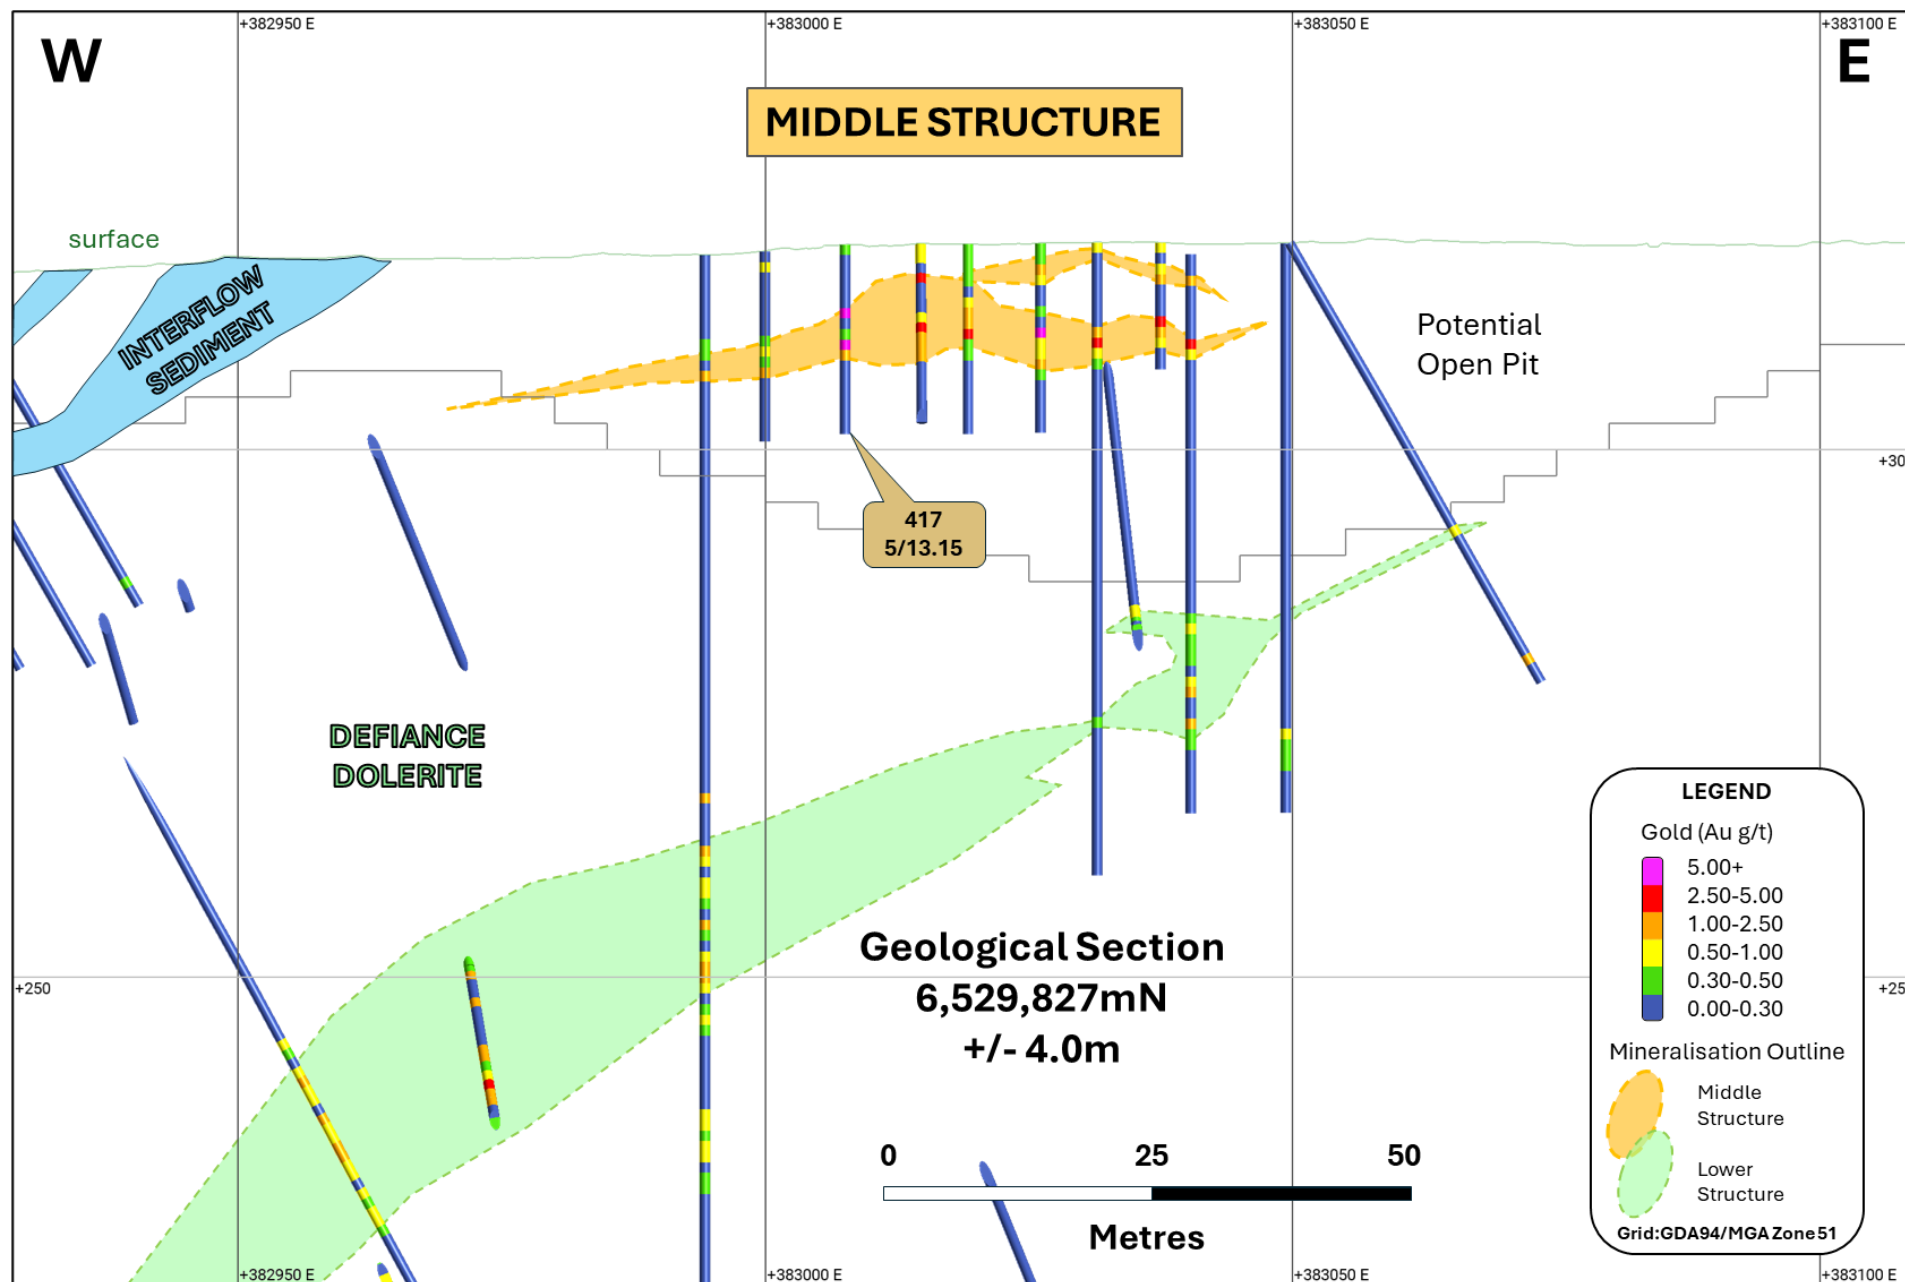 +382950 E
+383000 E
+383050 E
+383100 E
W
E
MIDDLE STRUCTURE
surface
INTERFLOW
SEDIMENT
Potential
Open Pit
+30
417
5/13.15
DEFIANCE
DOLERITE
Geological Section
6,529,827mN
+/- 4.0m
+250
+25
0
25
50
Metres
LEGEND
Gold (Au g/t)
5.00+
2.50-5.00
1.00-2.50
0.50-1.00
0.30-0.50
0.00-0.30
Mineralisation Outline
Middle
Structure
Lower
Structure
Grid:GDA94/MGA Zone 51
+382950 E
+383000 E
+383050 E
+383100 E